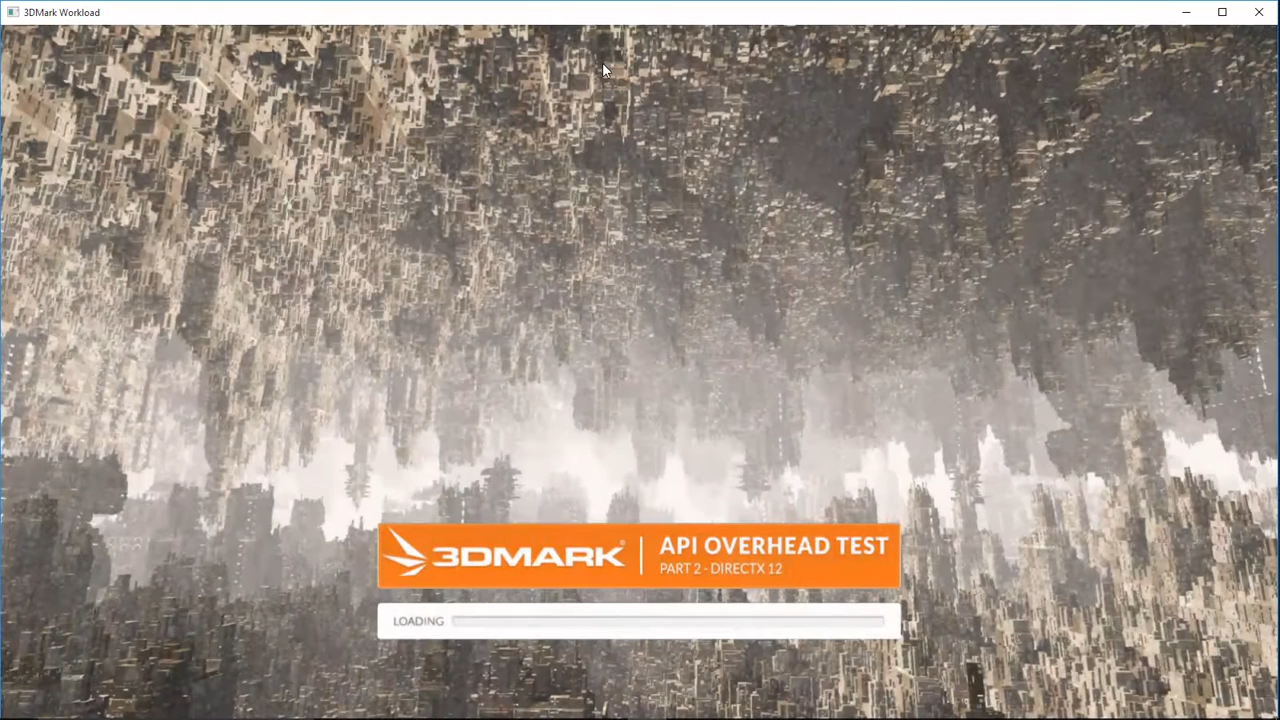 3DMark Workload
3DMARK®
API OVERHEAD TEST
PART 2 - DIRECTX 12
LOADING